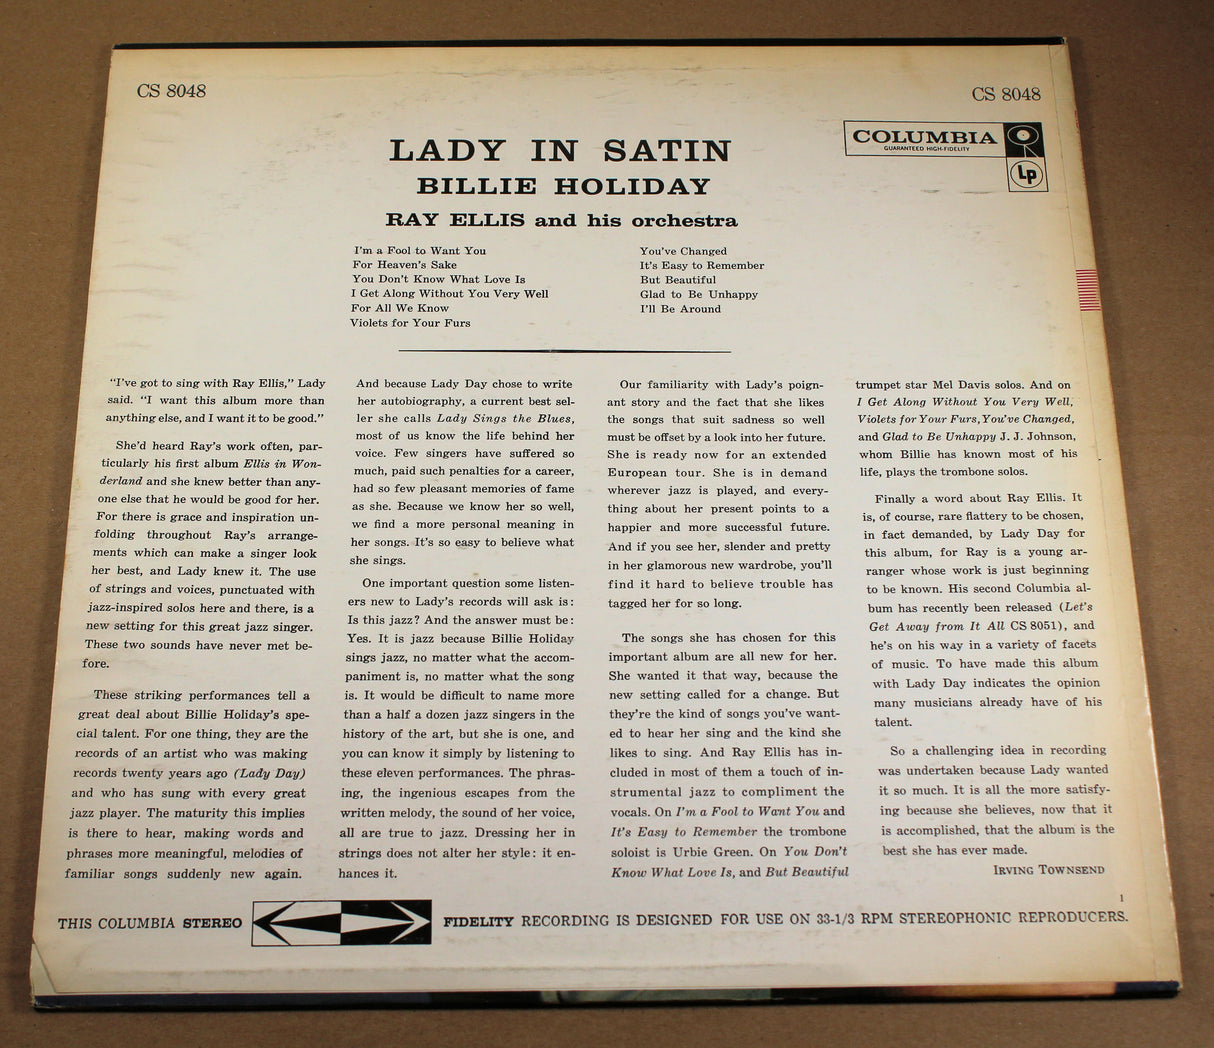 CS 8048
CS 8048
COLUMBIA
GUARANTEED HIGH-FIDELITY
Lp
LADY IN SATIN
BILLIE HOLIDAY
RAY ELLIS and his orchestra
I'm a Fool to Want You
For Heaven's Sake
You Don't Know What Love Is
I Get Along Without You Very Well
For All We Know
Violets for Your Furs
You've Changed
It's Easy to Remember
But Beautiful
Glad to Be Unhappy
I'll Be Around
"I've got to sing with Ray Ellis," Lady
said. "I want this album more than
anything else, and I want it to be good."
She'd heard Ray's work often, par-
ticularly his first album Ellis in Won-
derland and she knew better than any-
one else that he would be good for her.
For there is grace and inspiration un-
folding throughout Ray's arrange-
ments which can make a singer look
her best, and Lady knew it. The use
of strings and voices, punctuated with
jazz-inspired solos here and there, is a
new setting for this great jazz singer.
These two sounds have never met be-
fore.
These striking performances tell a
great deal about Billie Holiday's spe-
cial talent. For one thing, they are the
records of an artist who was making
records twenty years ago (Lady Day)
and who has sung with every great
jazz player. The maturity this implies
is there to hear, making words and
phrases more meaningful, melodies of
familiar songs suddenly new again.
And because Lady Day chose to write
her autobiography, a current best sel-
ler she calls Lady Sings the Blues,
most of us know the life behind her
voice. Few singers have suffered so
much, paid such penalties for a career,
had so few pleasant memories of fame
as she. Because we know her so well,
we find a more personal meaning in
her songs. It's so easy to believe what
she sings.
One important question some listen-
ers new to Lady's records will ask is:
Is this jazz? And the answer must be:
Yes. It is jazz because Billie Holiday
sings jazz, no matter what the accom-
paniment is, no matter what the song
is. It would be difficult to name more
than a half a dozen jazz singers in the
history of the art, but she is one, and
you can know it simply by listening to
these eleven performances. The phras-
ing, the ingenious escapes from the
written melody, the sound of her voice,
all are true to jazz. Dressing her in
strings does not alter her style: it en-
hances it.
Our familiarity with Lady's poign-
ant story and the fact that she likes
the songs that suit sadness so well
must be offset by a look into her future.
She is ready now for an extended
European tour. She is in demand
wherever jazz is played, and every-
thing about her present points to a
happier and more successful future.
And if you see her, slender and pretty
in her glamorous new wardrobe, you'll
find it hard to believe trouble has
tagged her for so long.
The songs she has chosen for this
important album are all new for her.
She wanted it that way, because the
new setting called for a change. But
they're the kind of songs you've want-
ed to hear her sing and the kind she
likes to sing. And Ray Ellis has in-
cluded in most of them a touch of in-
strumental jazz to compliment the
vocals. On I'm a Fool to Want You and
It's Easy to Remember the trombone
soloist is Urbie Green. On You Don't
Know What Love Is, and But Beautiful
trumpet star Mel Davis solos. And on
I Get Along Without You Very Well,
Violets for Your Furs, You've Changed,
and Glad to Be Unhappy J. J. Johnson,
whom Billie has known most of his
life, plays the trombone solos.
Finally a word about Ray Ellis. It
is, of course, rare flattery to be chosen,
in fact demanded, by Lady Day for
this album, for Ray is a young ar-
ranger whose work is just beginning
to be known. His second Columbia al-
bum has recently been released (Let's
Get Away from It All CS 8051), and
he's on his way in a variety of facets
of music. To have made this album
with Lady Day indicates the opinion
many musicians already have of his
talent.
So a challenging idea in recording
was undertaken because Lady wanted
it so much. It is all the more satisfy-
ing because she believes, now that it
is accomplished, that the album is the
best she has ever made.
IRVING TOWNSEND
1
THIS COLUMBIA STEREO FIDELITY RECORDING IS DESIGNED FOR USE ON 33-1/3 RPM STEREOPHONIC REPRODUCERS.